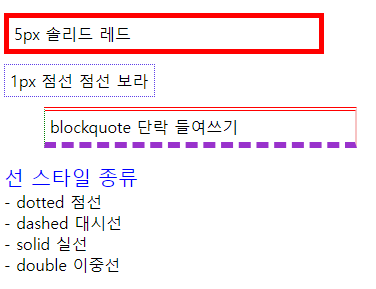 5px 솔리드 레드
1px 점선 점선 보라
blockquote 단락 들여쓰기
선 스타일 종류
- dotted 점선
- dashed 대시선
- solid 실선
- double 이중선